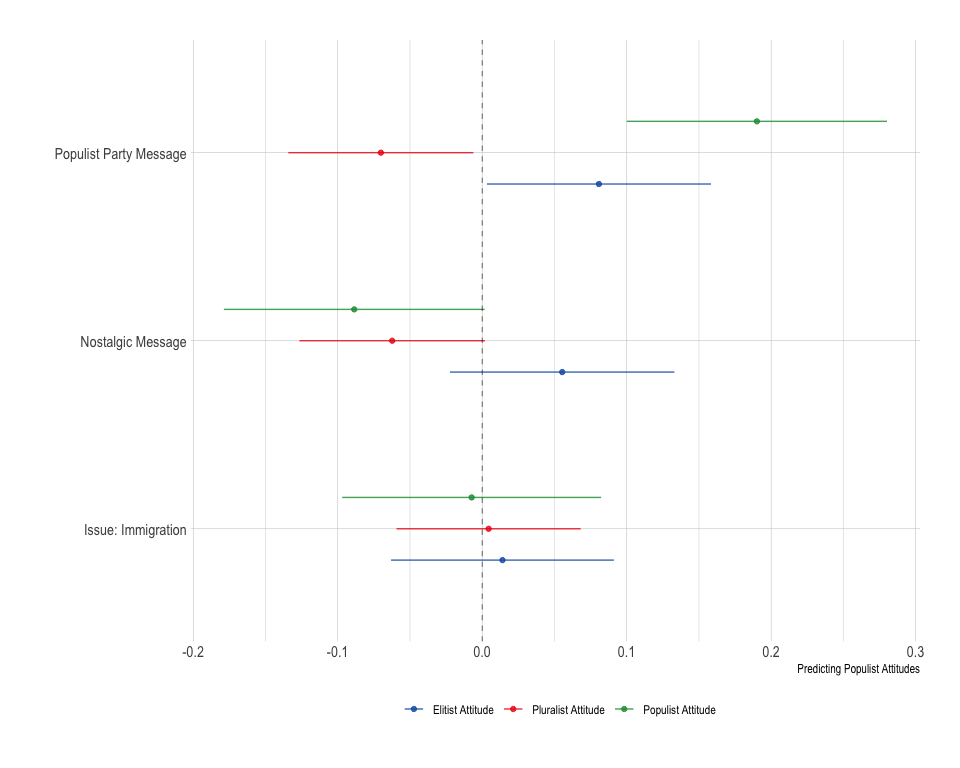 Populist Party Message
Nostalgic Message
Issue: Immigration
-0.2 -0.1 0.0 0.1 0.2 0.3
Predicting Populist Attitudes
Elitist Attitude Pluralist Attitude Populist Attitude